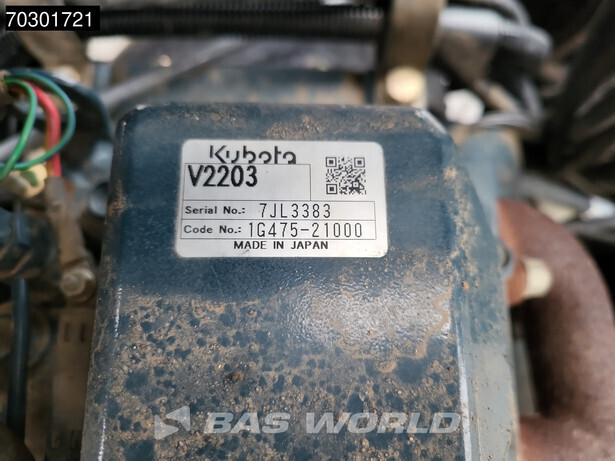 70301721
Kubota
V2203
Serial No.: 7JL3383
Code No.: 1G475-21000
MADE IN JAPAN
BAS WORLD